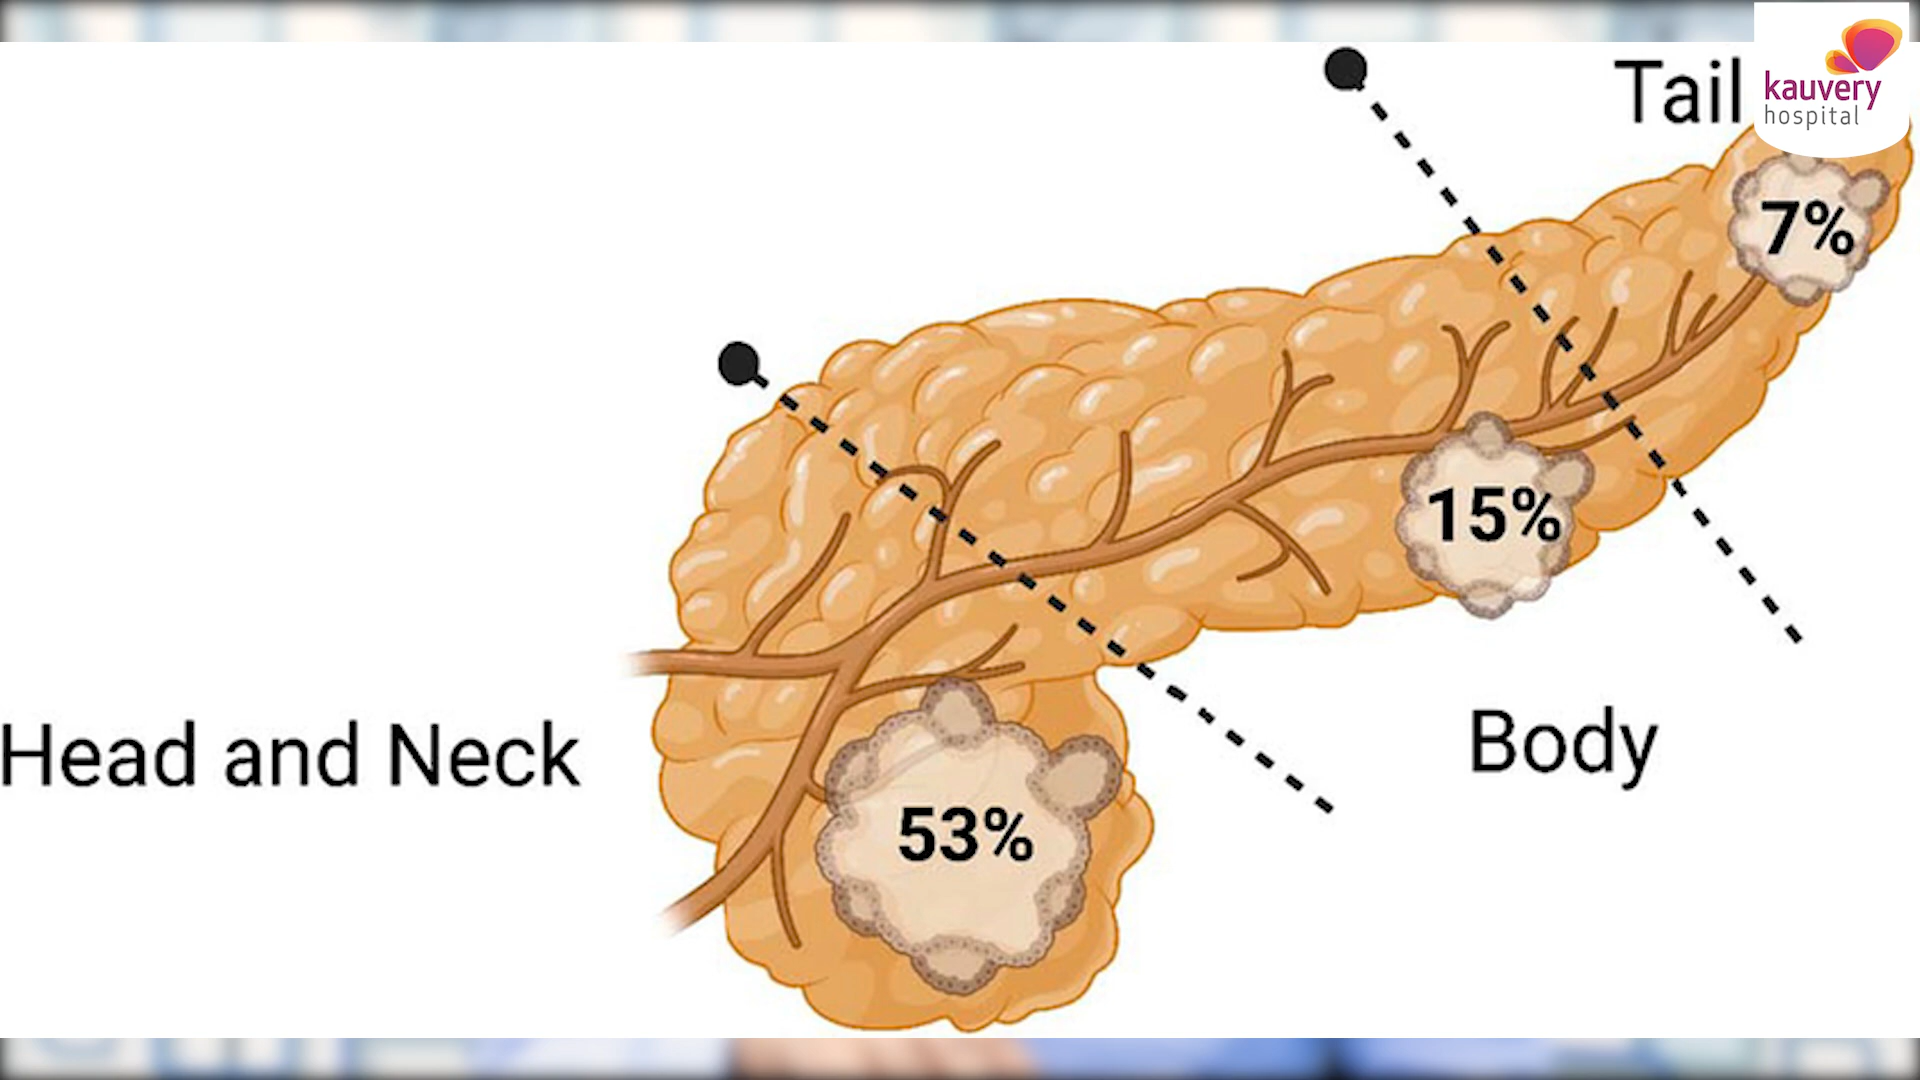 Tail
kauvery
hospital
7%
15%
Head and Neck
Body
53%